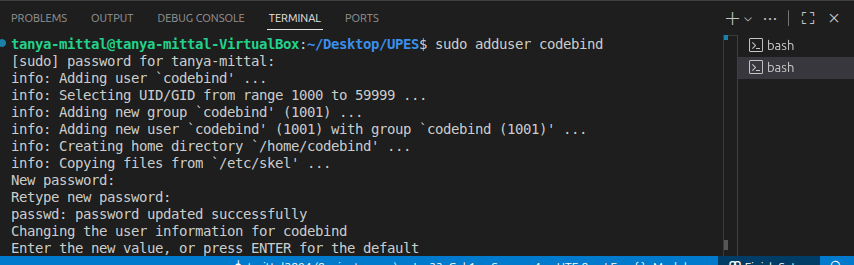 PROBLEMS OUTPUT DEBUG CONSOLE TERMINAL PORTS
tanya-mittal@tanya-mittal-VirtualBox:~/Desktop/UPES$ sudo adduser codebind
[sudo] password for tanya-mittal:
info: Adding user `codebind' ...
info: Selecting UID/GID from range 1000 to 59999 ...
info: Adding new group `codebind' (1001) ...
info: Adding new user `codebind' (1001) with group `codebind (1001)' ...
info: Creating home directory `/home/codebind' ...
info: Copying files from `/etc/skel' ...
New password:
Retype new password:
passwd: password updated successfully
Changing the user information for codebind
Enter the new value, or press ENTER for the default
bash
bash